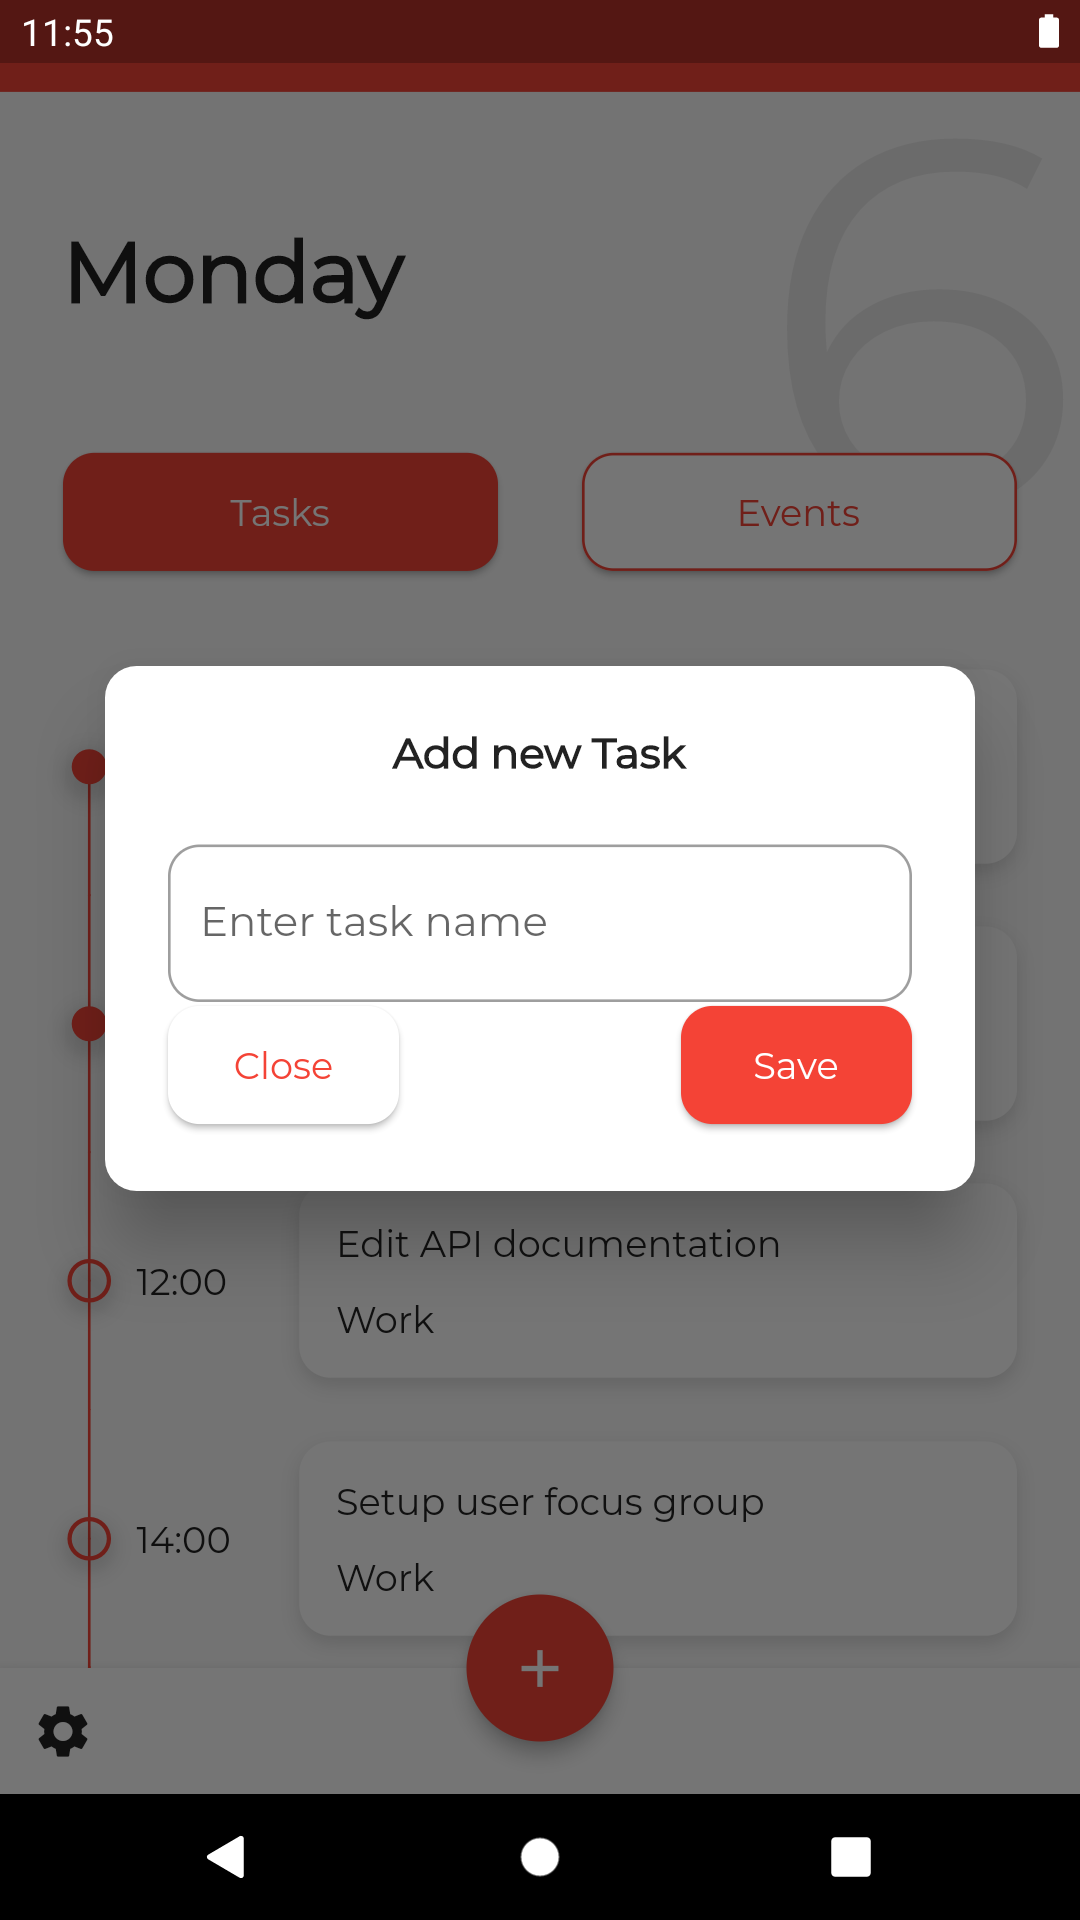 11:55
6
Monday
Tasks
Events
Add new Task
Enter task name
Close
Save
Edit API documentation
12:00
Work
Setup user focus group
14:00
Work